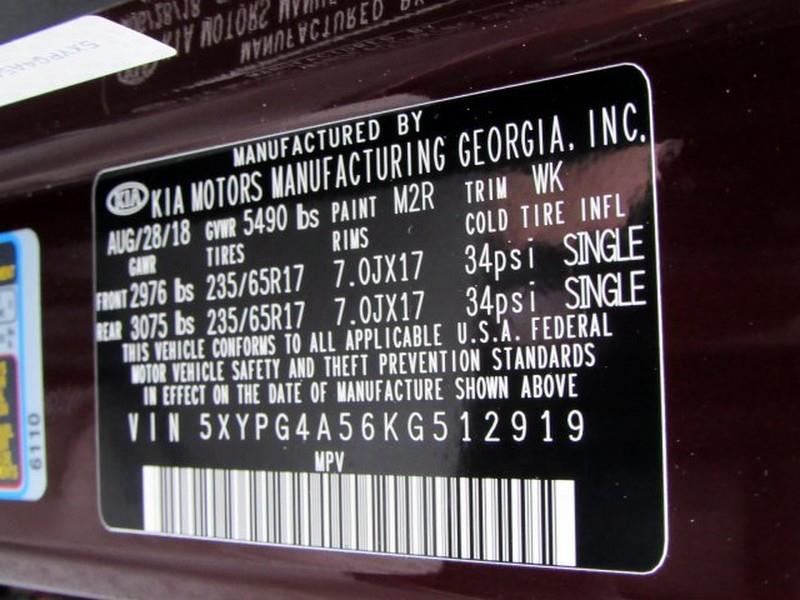 MANUFACTURED BY
KIA KIA MOTORS MANUFACTURING GEORGIA, INC.
AUG/28/18 GVWR 5490 lbs PAINT M2R TRIM WK
GAWR TIRES RIMS COLD TIRE INFL
FRONT 2976 lbs 235/65R17 7.0JX17 34psi SINGLE
REAR 3075 lbs 235/65R17 7.0JX17 34psi SINGLE
THIS VEHICLE CONFORMS TO ALL APPLICABLE U.S.A. FEDERAL
MOTOR VEHICLE SAFETY AND THEFT PREVENTION STANDARDS
IN EFFECT ON THE DATE OF MANUFACTURE SHOWN ABOVE
VIN 5XYPG4A56KG512919
MPV
6110